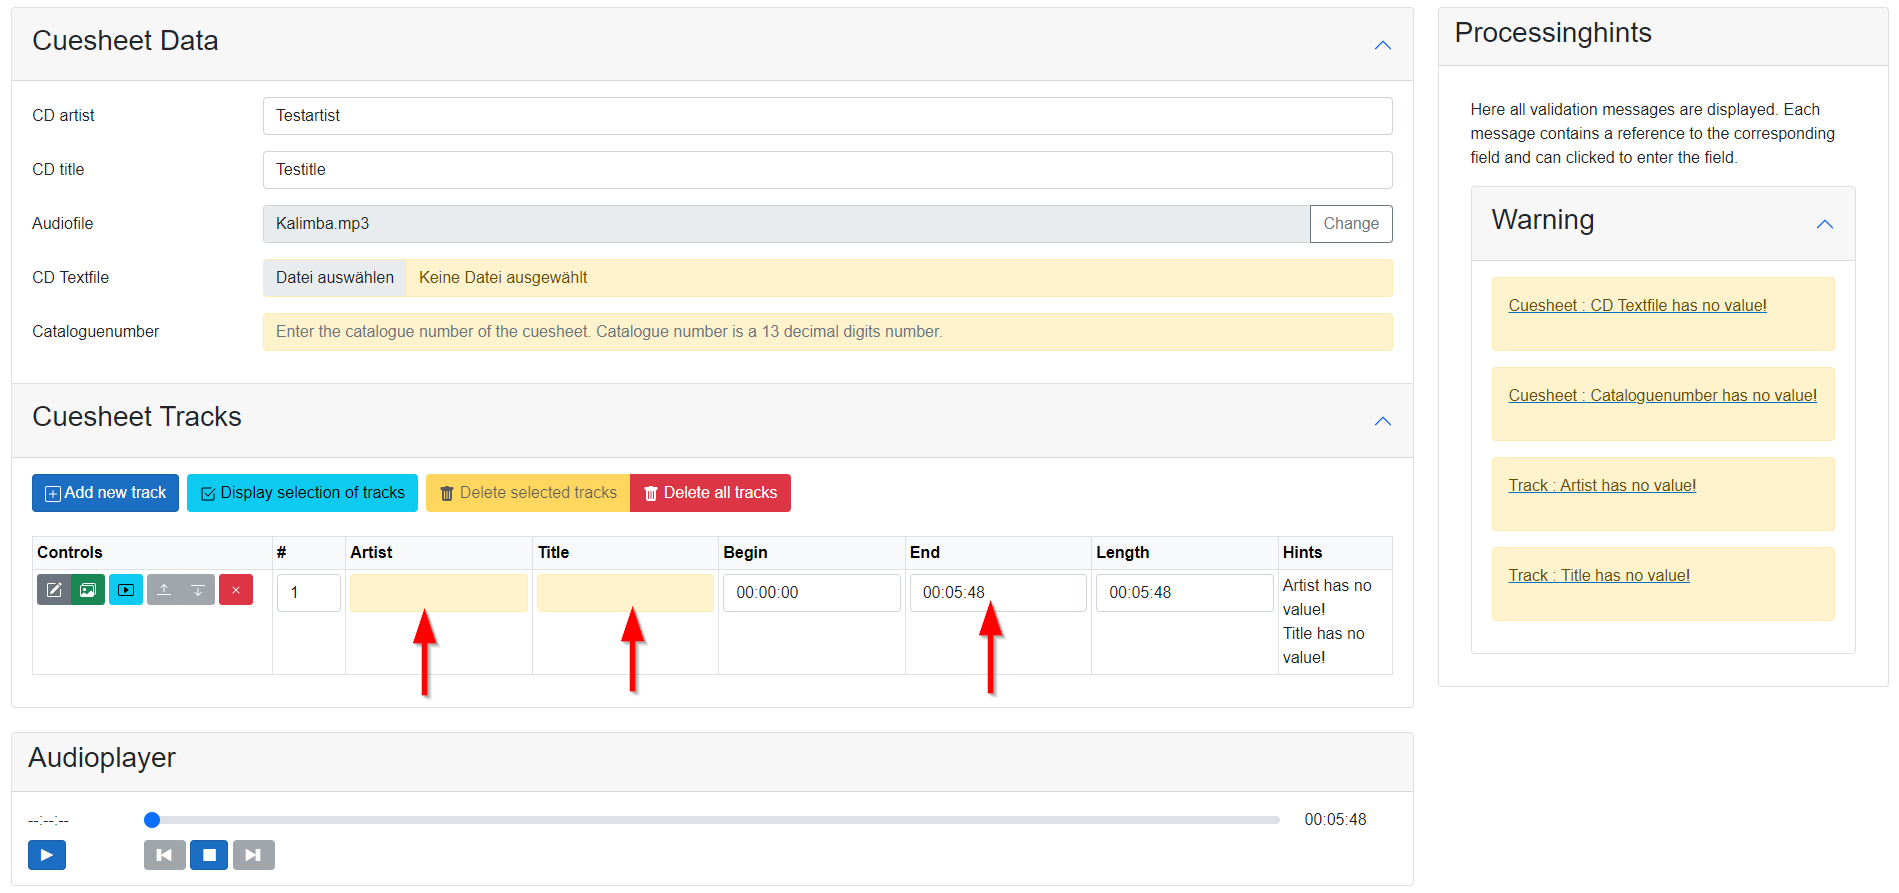 Cuesheet Data
CD artist
Testartist
CD title
Testitle
Audiofile
Kalimba.mp3
Change
CD Textfile
Datei auswählen
Keine Datei ausgewählt
Cataloguenumber
Enter the catalogue number of the cuesheet. Catalogue number is a 13 decimal digits number.
Cuesheet Tracks
Add new track
Display selection of tracks
Delete selected tracks
Delete all tracks
Controls # Artist Title Begin End Length Hints
1 00:00:00 00:05:48 00:05:48
Artist has no
value!
Title has no
value!
Audioplayer
--:--:--
00:05:48
Processinghints
Here all validation messages are displayed. Each
message contains a reference to the corresponding
field and can clicked to enter the field.
Warning
Cuesheet : CD Textfile has no value!
Cuesheet : Cataloguenumber has no value!
Track : Artist has no value!
Track : Title has no value!